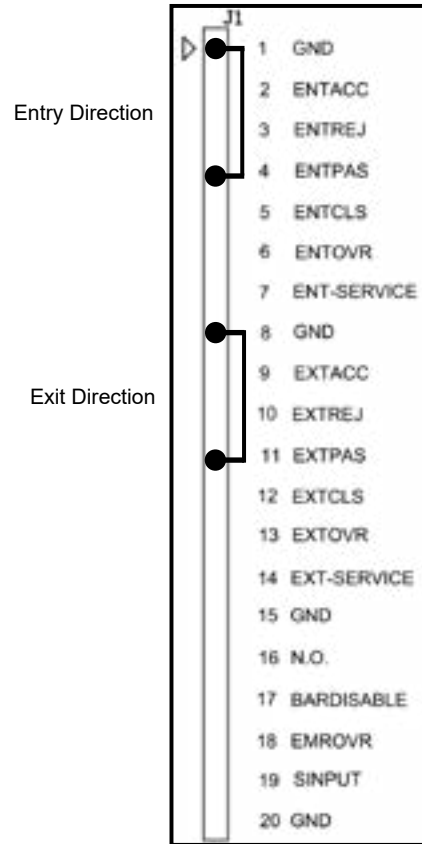 J1
1 GND
2 ENTACC
Entry Direction
3 ENTREJ
4 ENTPAS
5 ENTCLS
6 ENTOVR
7 ENT-SERVICE
8 GND
9 EXTACC
Exit Direction
10 EXTREJ
11 EXTPAS
12 EXTCLS
13 EXTOVR
14 EXT-SERVICE
15 GND
16 N.O.
17 BARDISABLE
18 EMROVR
19 SINPUT
20 GND